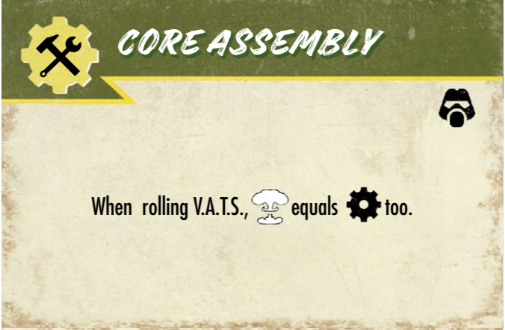 CORE ASSEMBLY
When rolling V.A.T.S., equals too.